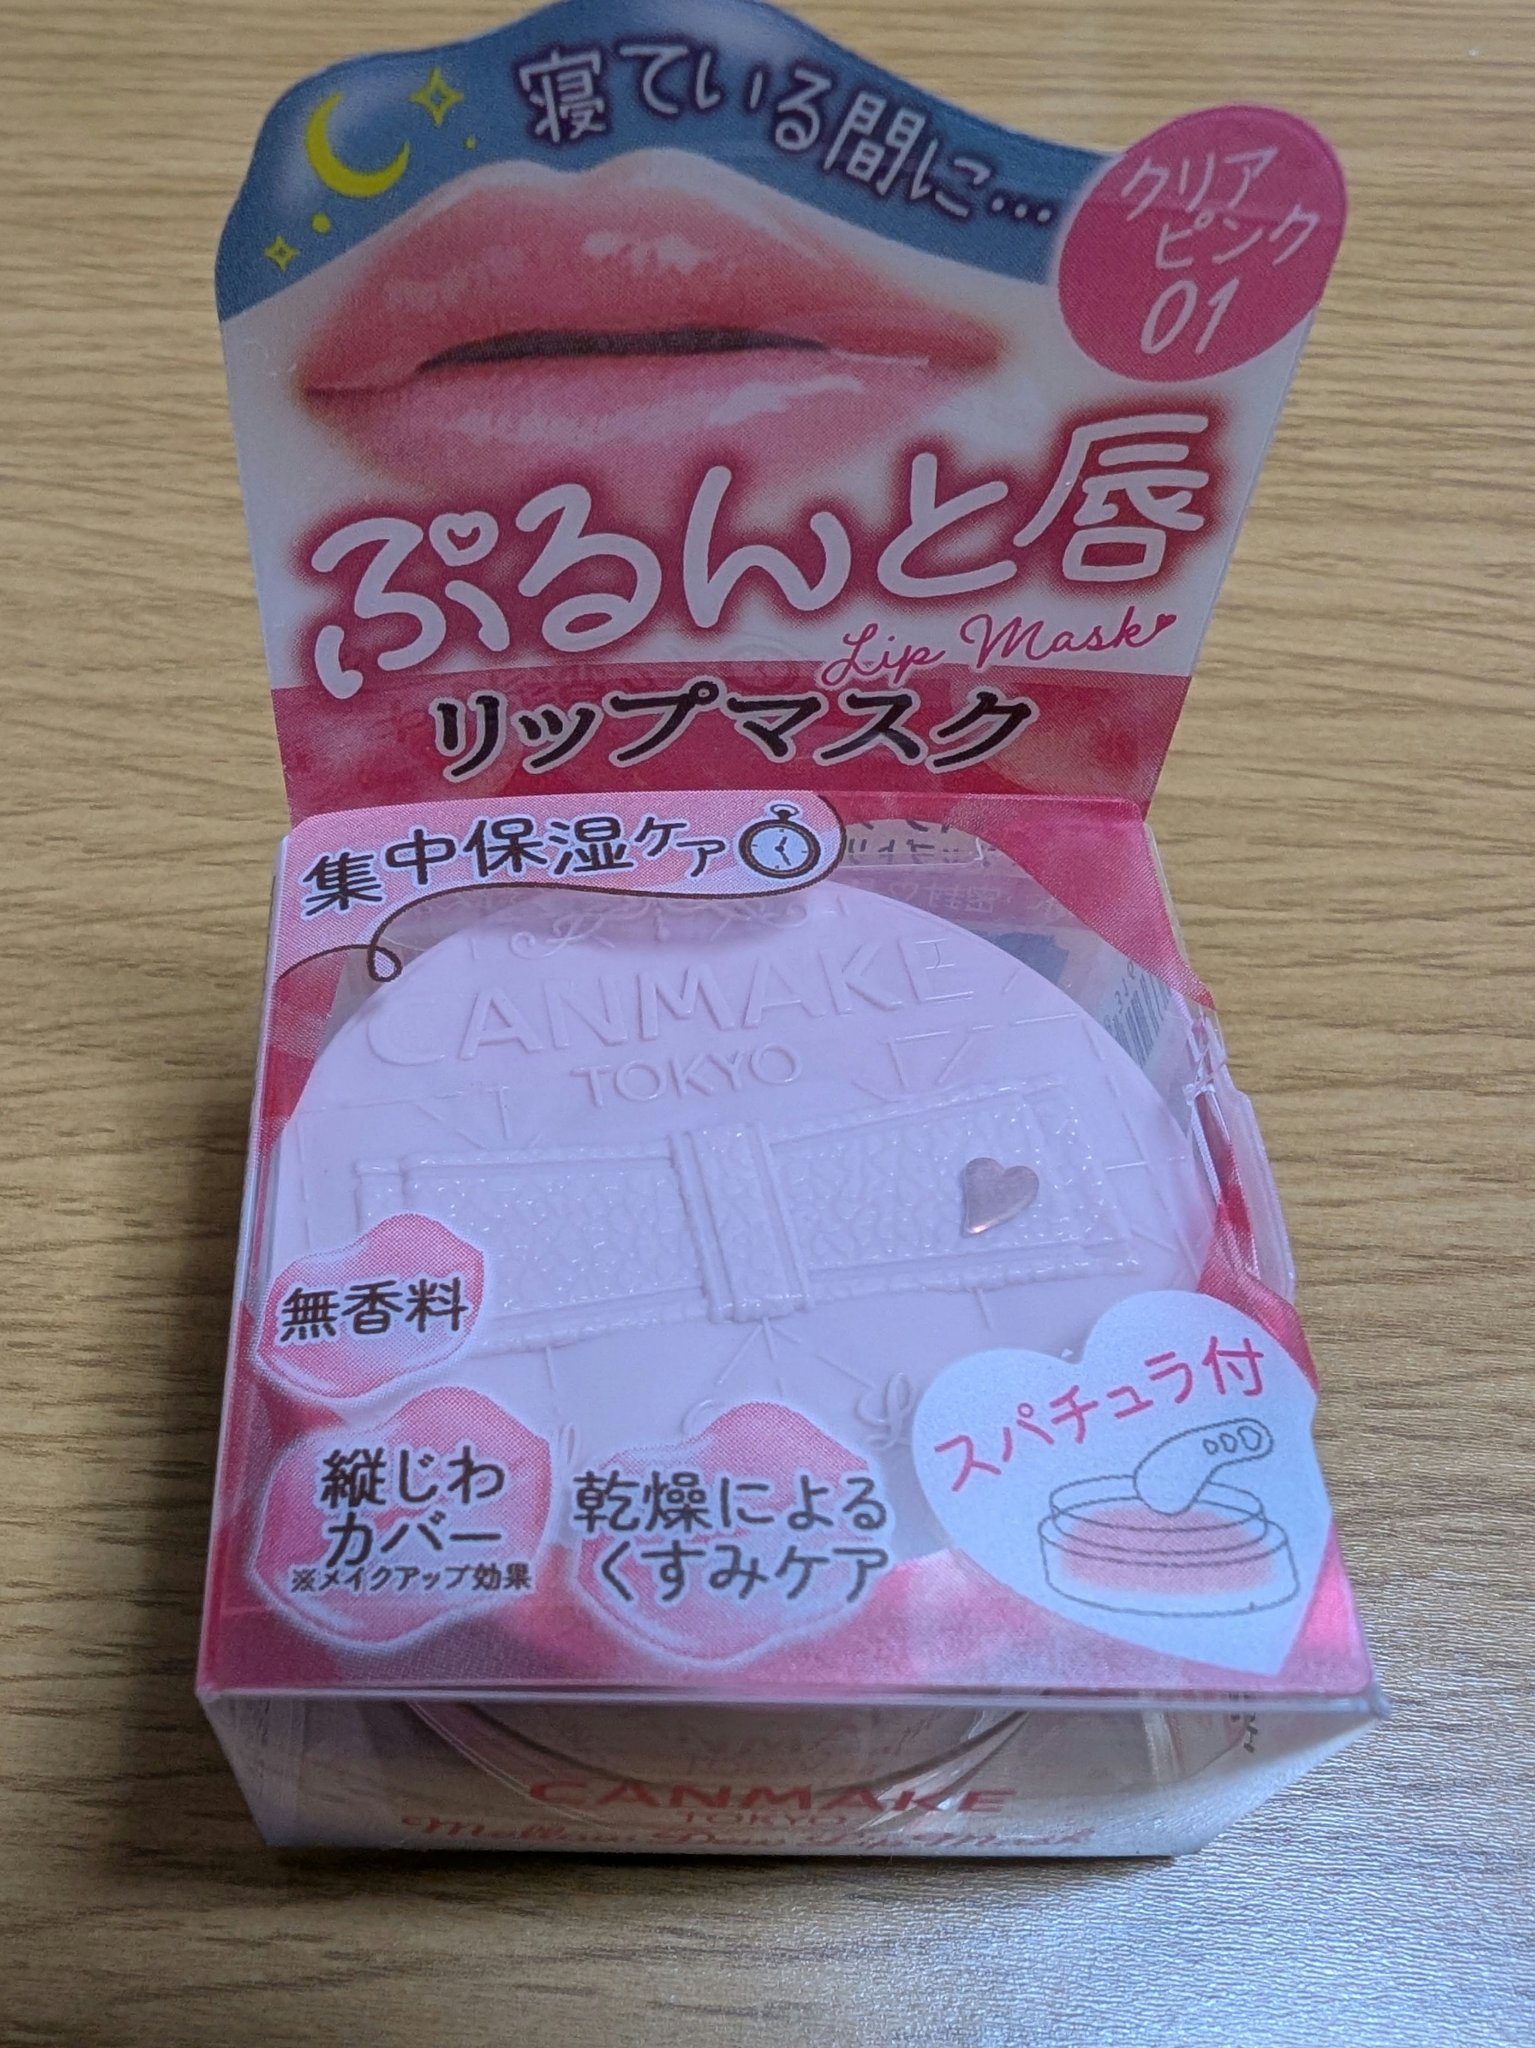 寝ている間に…
クリア
ピンク
01
ぷるんと唇
Lip Mask
リップマスク
集中保湿ケア
CANMAKE
TOKYO
無香料
縦じわ
カバー
※メイクアップ効果
乾燥による
くすみケア
スパチュラ付
CANMAKE
TOKYO
Lip Mask